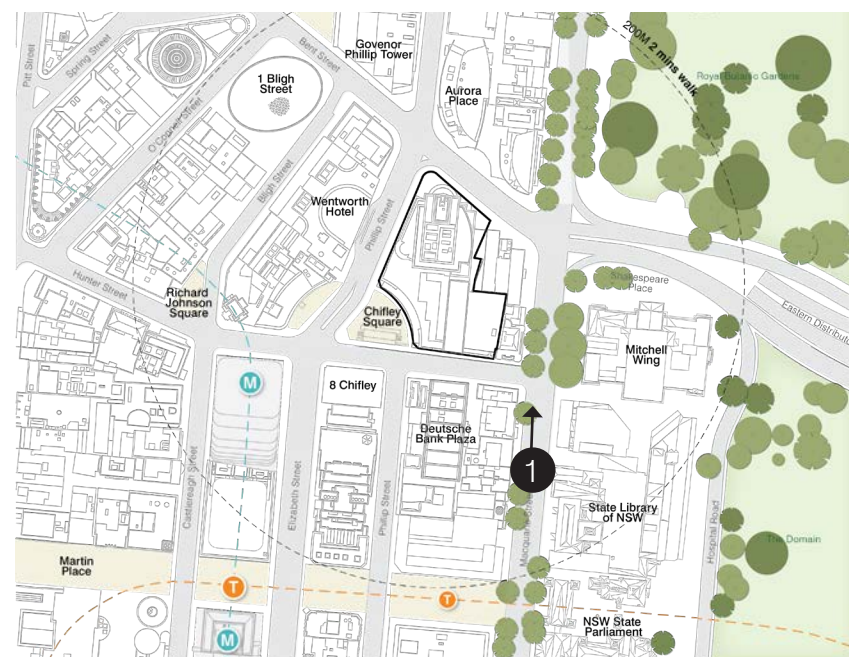 Pitt Street
Spring Street
Bent Street
Govenor
Phillip Tower
200M 2 mins walk
Royal Botanic Gardens
1 Bligh
Street
Aurora
Place
O'Connell Street
Bligh Street
Wentworth
Hotel
Phillip Street
Hunter Street
Richard
Johnson
Square
Chifley
Square
Shakespeare
Place
Eastern Distributo
Mitchell
Wing
M
8 Chifley
Deutsche
Bank Plaza
1
Castlereagh Street
Elizabeth Street
Phillip Street
Macquarie
State Library
of NSW
Hospital Road
The Domain
Martin
Place
T
T
M
NSW State
Parliament